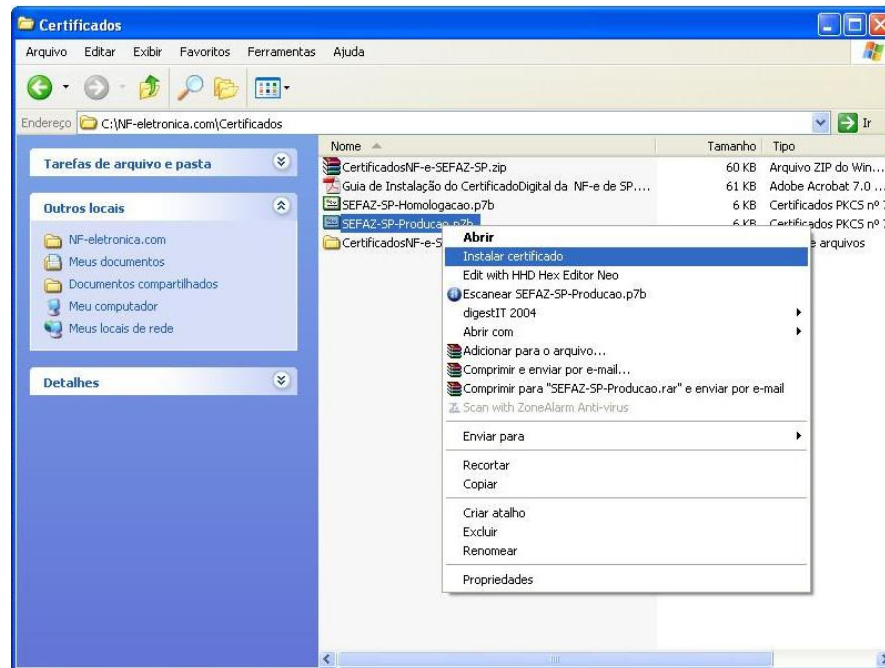 Certificados
Arquivo Editar Exibir Favoritos Ferramentas Ajuda
Endereço C:\NF-eletronica.com\Certificados Ir
Tarefas de arquivo e pasta
Outros locais
NF-eletronica.com
Meus documentos
Documentos compartilhados
Meu computador
Meus locais de rede
Detalhes
Nome Tamanho Tipo
CertificadosNF-e-SEFAZ-SP.zip 60 KB Arquivo ZIP do Win...
Guia de Instalação do CertificadoDigital da NF-e de SP.... 61 KB Adobe Acrobat 7.0 ...
SEFAZ-SP-Homologacao.p7b 6 KB Certificados PKCS nº
SEFAZ-SP-Producao.p7b 6 KB Certificados PKCS nº
CertificadosNF-e-S e arquivos
Abrir
Instalar certificado
Edit with HHD Hex Editor Neo
Escanear SEFAZ-SP-Producao.p7b
digestIT 2004
Abrir com
Adicionar para o arquivo...
Comprimir e enviar por e-mail...
Comprimir para "SEFAZ-SP-Producao.rar" e enviar por e-mail
Scan with ZoneAlarm Anti-virus
Enviar para
Recortar
Copiar
Criar atalho
Excluir
Renomear
Propriedades